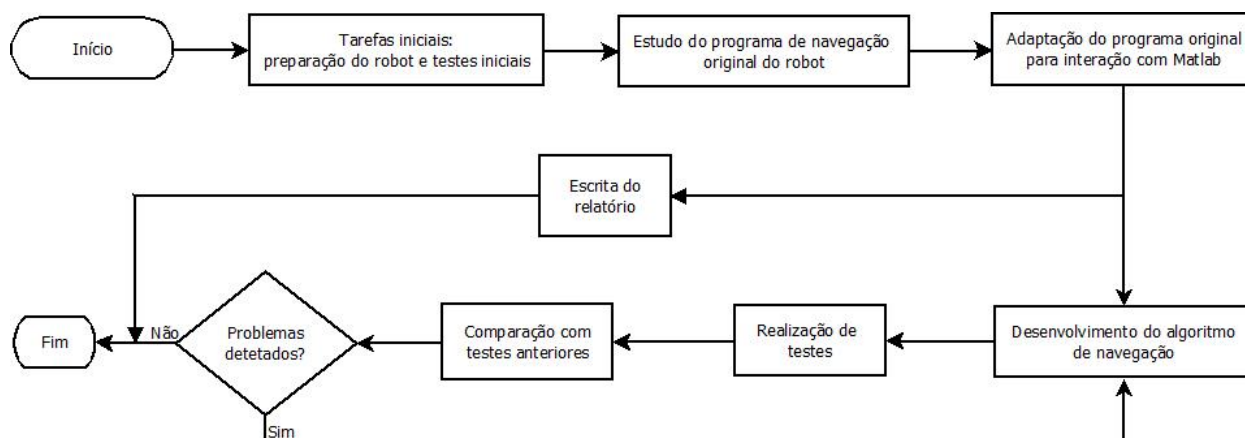 Início
Tarefas iniciais:
preparação do robot e testes iniciais
Estudo do programa de navegação
original do robot
Adaptação do programa original
para interação com Matlab
Escrita do
relatório
Fim
Não
Problemas
detetados?
Sim
Comparação com
testes anteriores
Realização de
testes
Desenvolvimento do algoritmo
de navegação